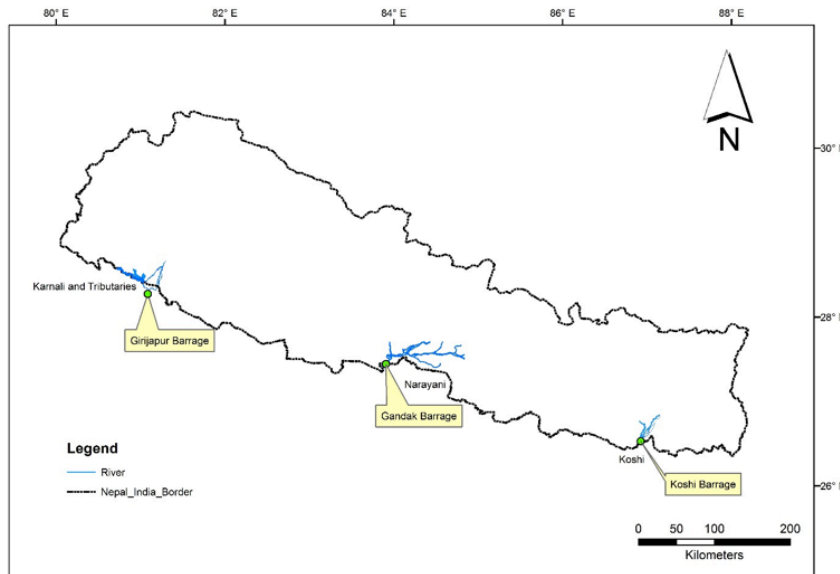 80° E
82° E
84° E
86° E
88° E
N
30°
Karnali and Tributaries
28°
Girijapur Barrage
Narayani
Gandak Barrage
Koshi
Koshi Barrage
26°
Legend
River
Nepal_India_Border
0 50 100 200
Kilometers